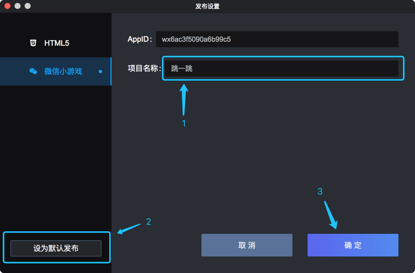 发布设置
HTML5
AppID： wx6ac3f5090a6b99c5
微信小游戏
项目名称： 跳一跳
1
2
3
设为默认发布
取 消
确 定